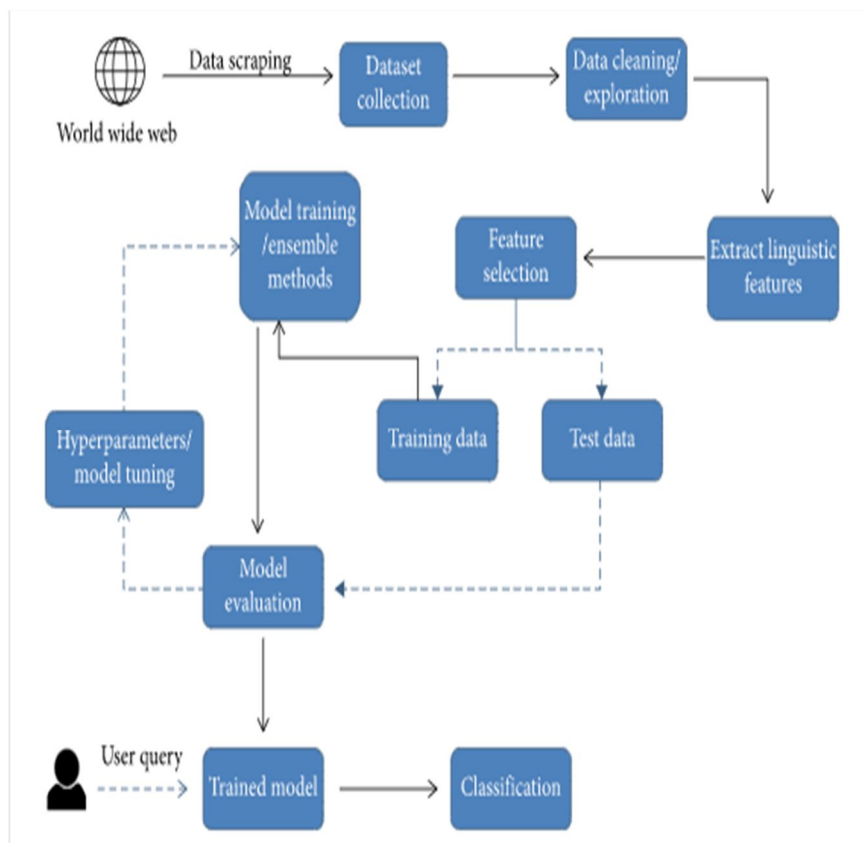 Data scraping
World wide web
Dataset
collection
Data cleaning/
exploration
Extract linguistic
features
Feature
selection
Model training
/ensemble
methods
Training data
Test data
Hyperparameters/
model tuning
Model
evaluation
User query
Trained model
Classification